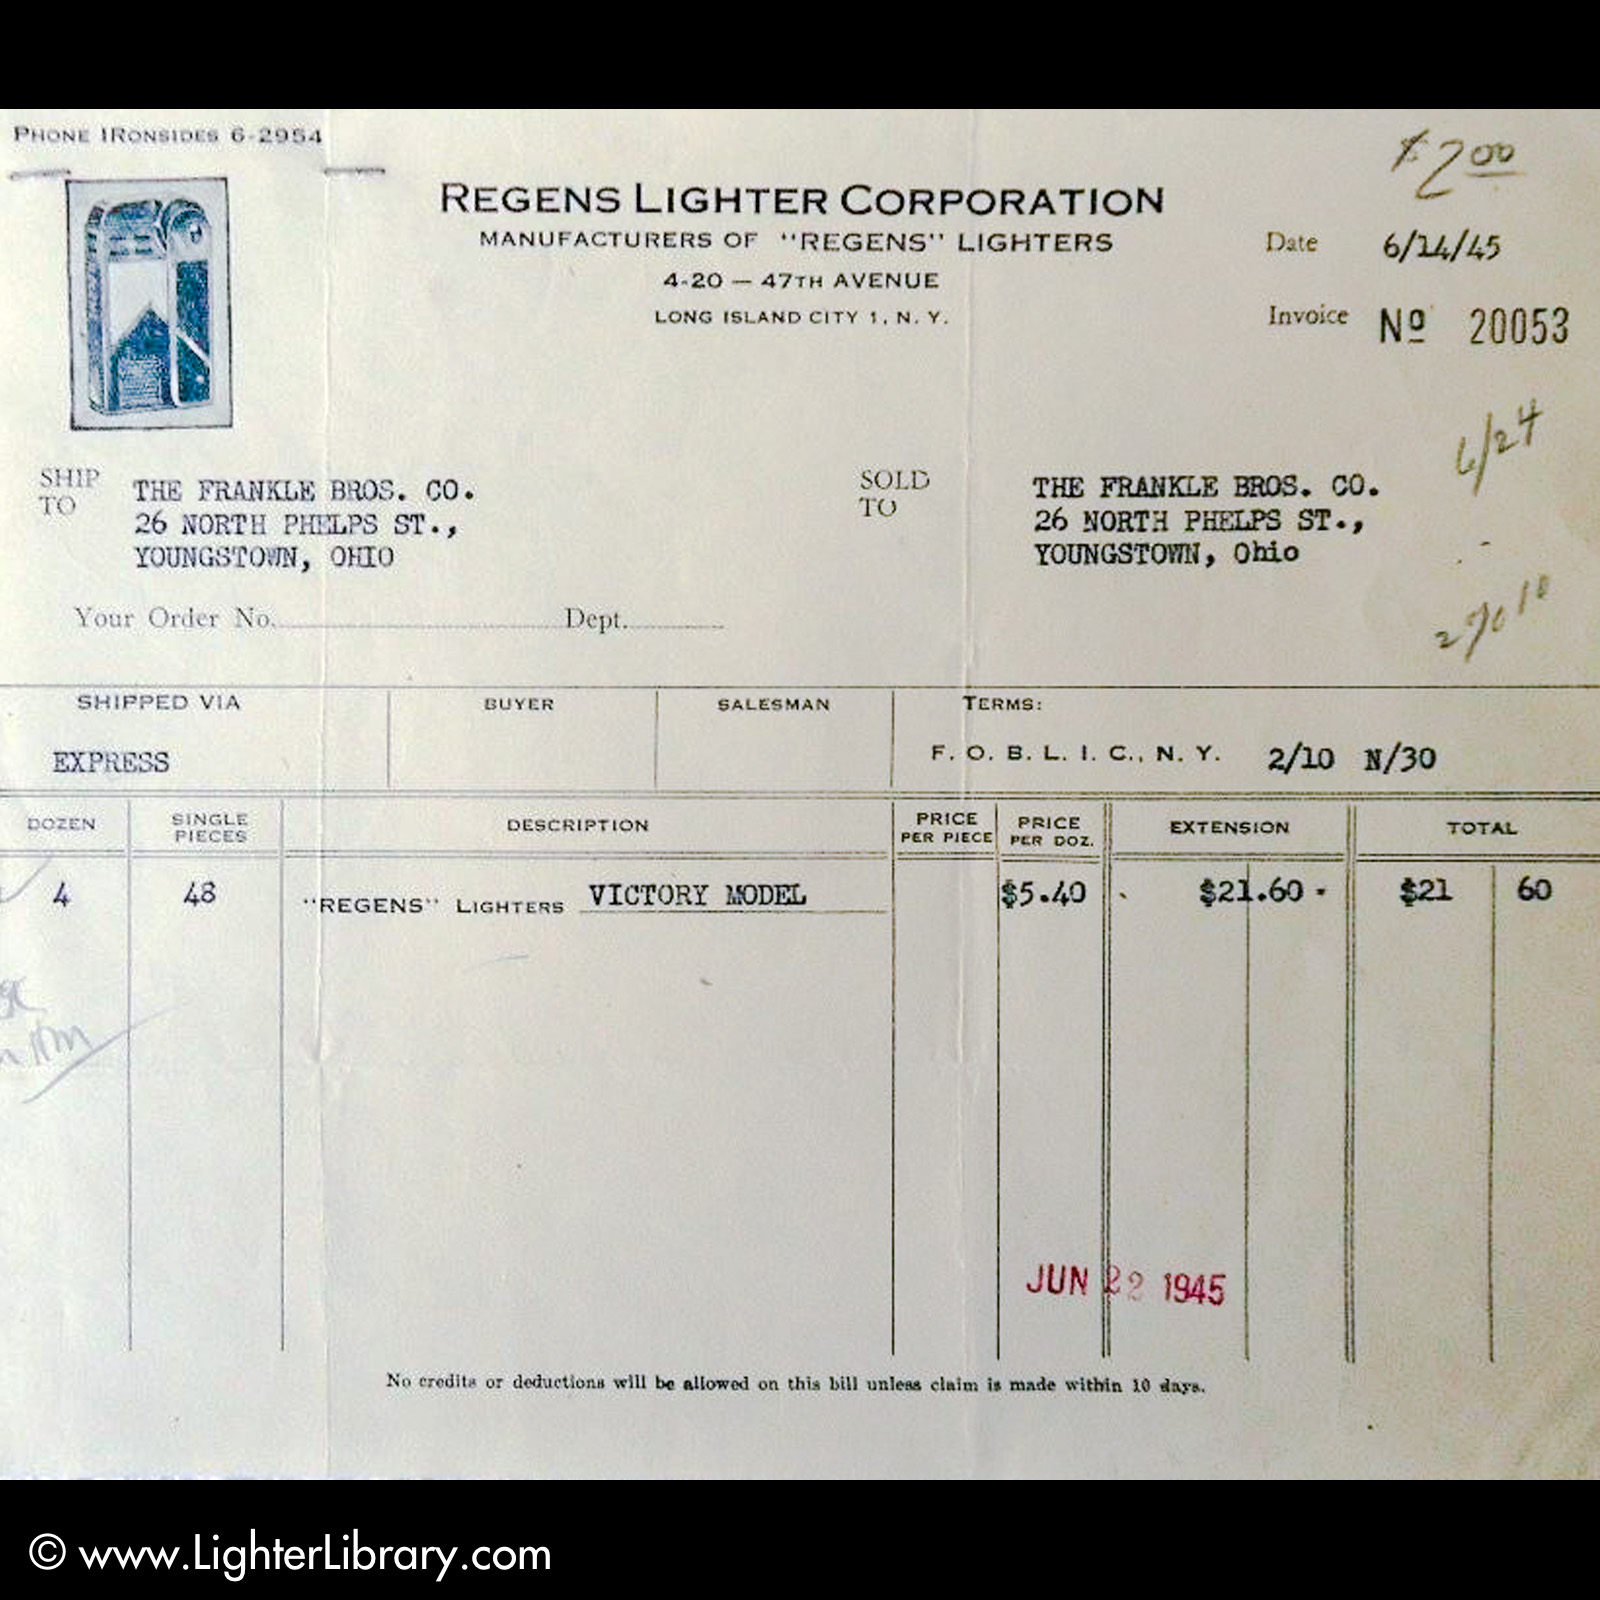 PHONE IRONSIDES 6-2954
$2.00
REGENS LIGHTER CORPORATION
MANUFACTURERS OF "REGENS" LIGHTERS
4-20 — 47TH AVENUE
LONG ISLAND CITY 1, N. Y.
Date 6/14/45
Invoice No 20053
6/24
SHIP TO
THE FRANKLE BROS. CO.
26 NORTH PHELPS ST.,
YOUNGSTOWN, OHIO
SOLD TO
THE FRANKLE BROS. CO.
26 NORTH PHELPS ST.,
YOUNGSTOWN, Ohio
Your Order No. Dept.
2%10
SHIPPED VIA BUYER SALESMAN TERMS:
EXPRESS F. O. B. L. I. C., N. Y. 2/10 N/30
DOZEN SINGLE PIECES DESCRIPTION PRICE PER PIECE PRICE PER DOZ. EXTENSION TOTAL
4 48 "REGENS" LIGHTERS VICTORY MODEL $5.40 $21.60 $21 60
JUN 22 1945
No credits or deductions will be allowed on this bill unless claim is made within 10 days.
© www.LighterLibrary.com